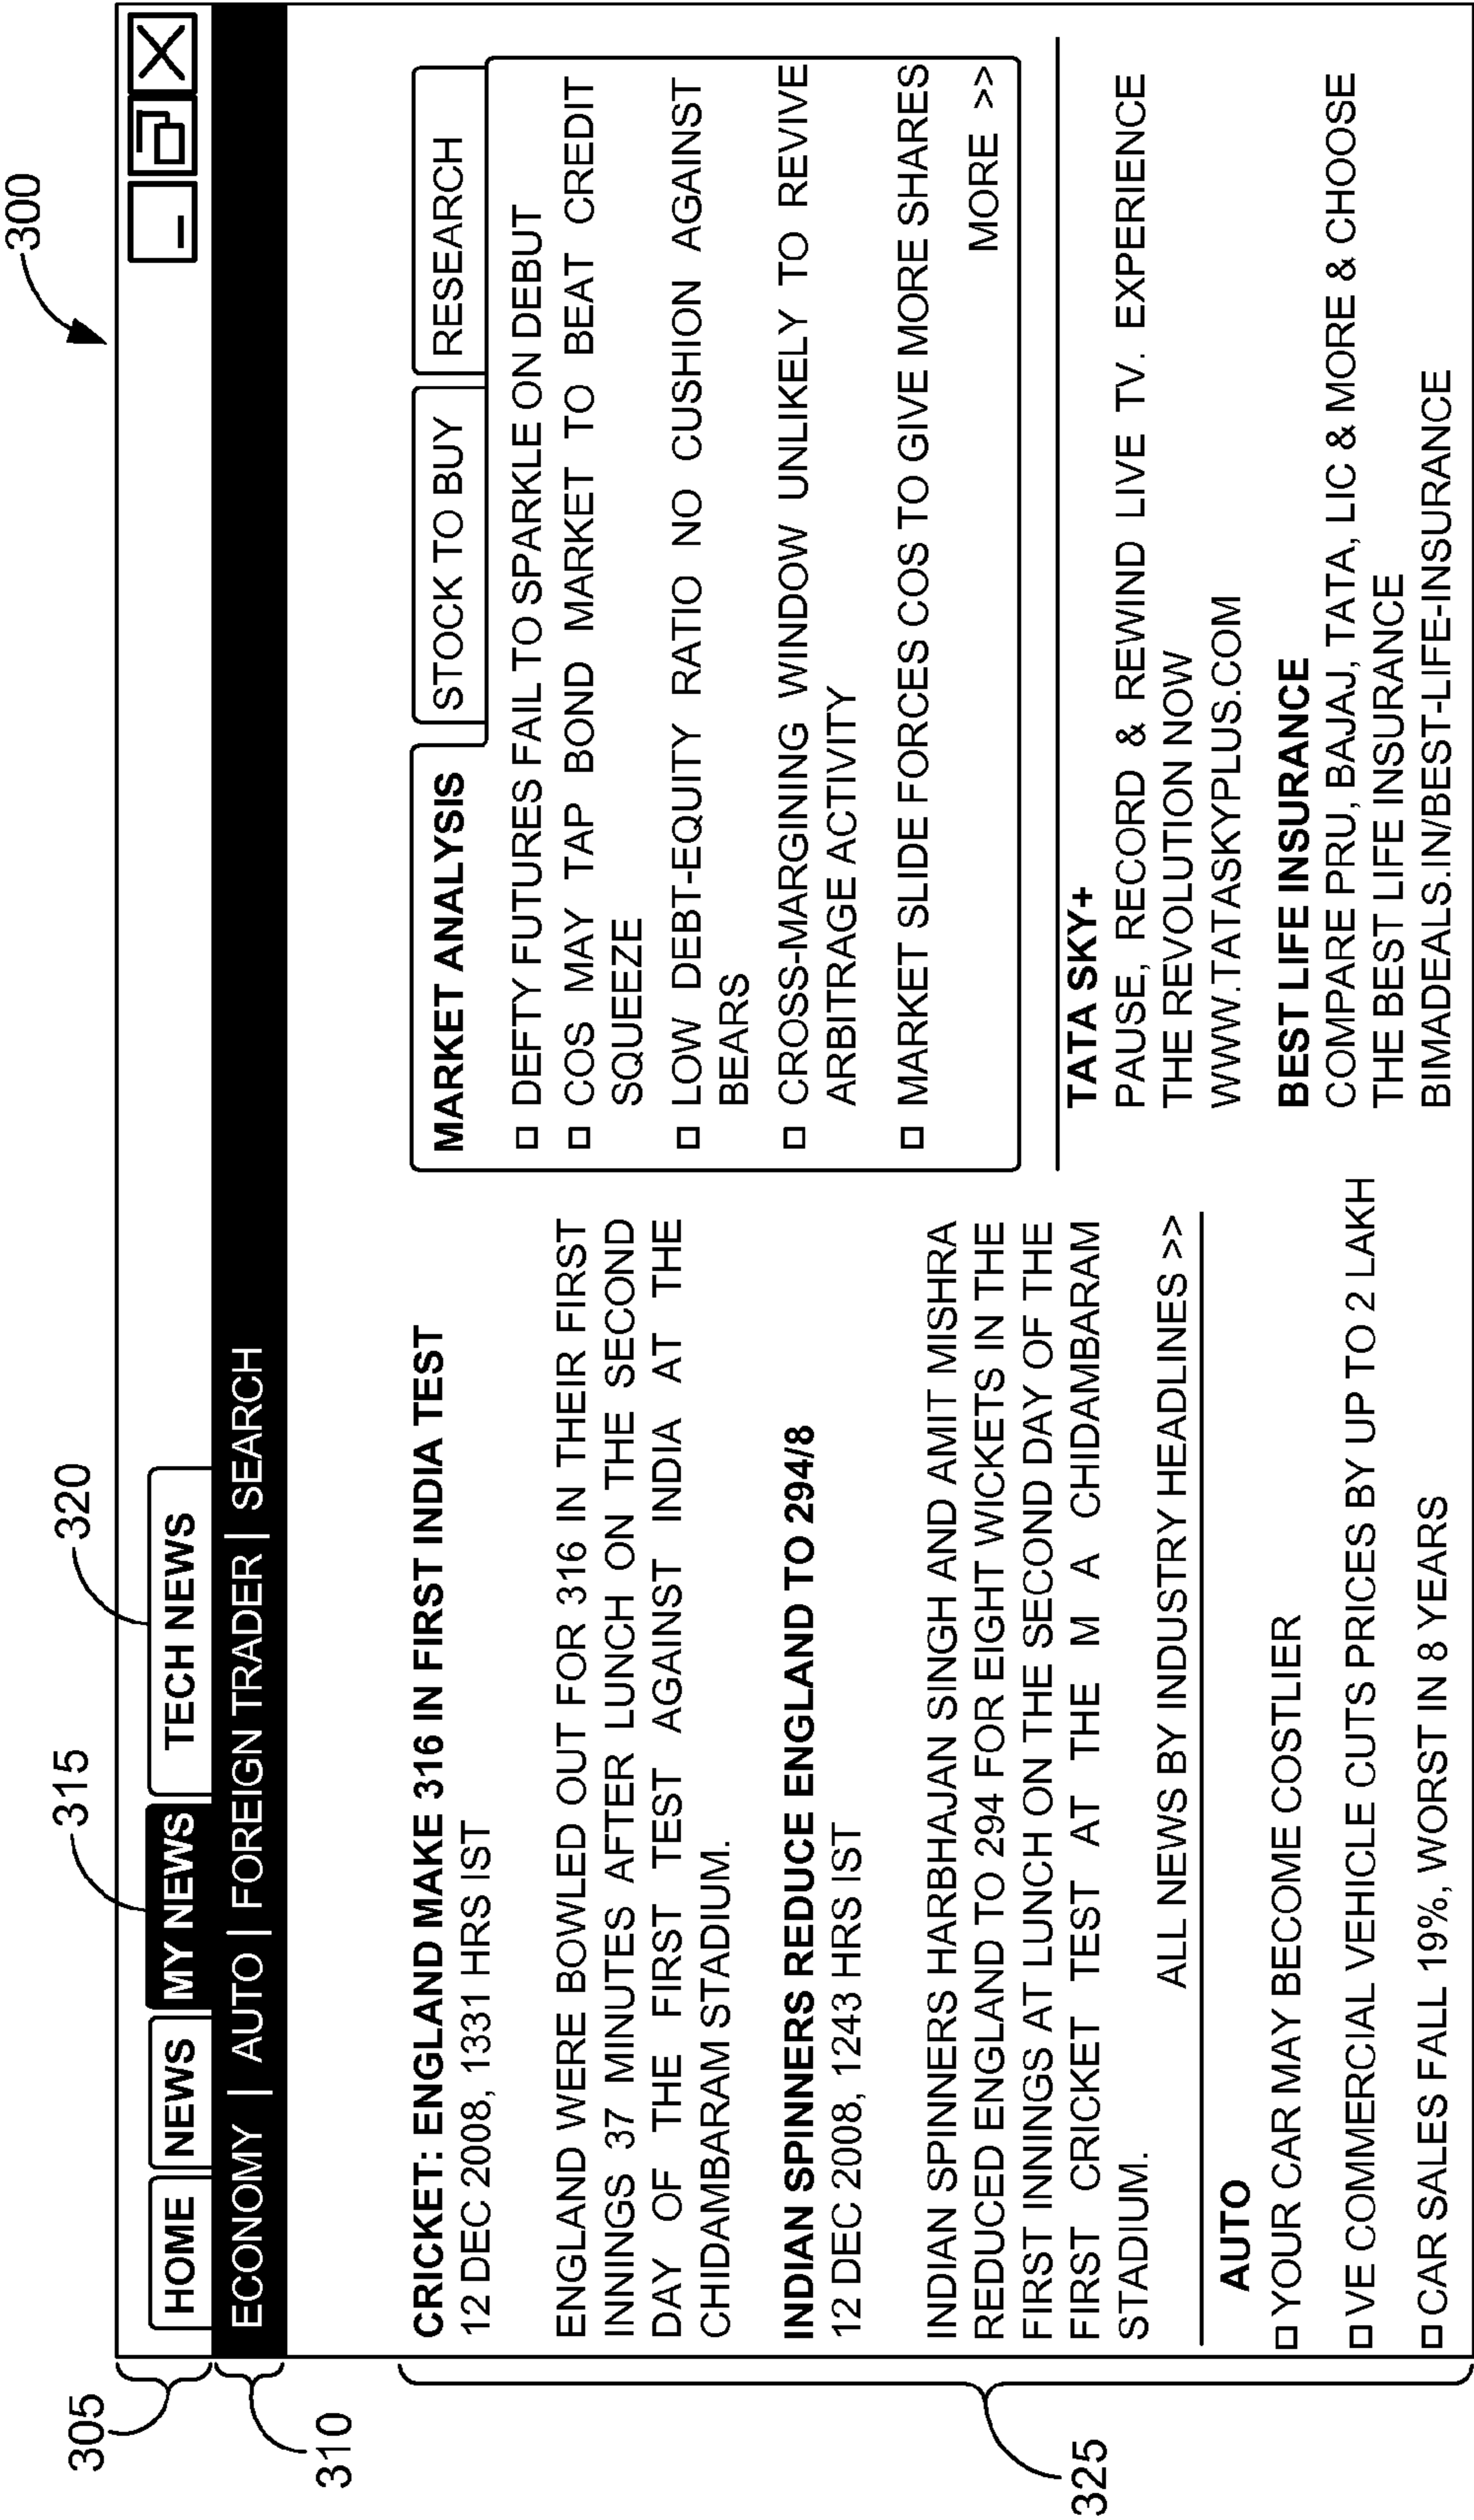 300
305
310
315
320
325
HOME
NEWS
MY NEWS
TECH NEWS
ECONOMY | AUTO | FOREIGN TRADER | SEARCH
CRICKET: ENGLAND MAKE 316 IN FIRST INDIA TEST
12 DEC 2008, 1331 HRS IST
ENGLAND WERE BOWLED OUT FOR 316 IN THEIR FIRST
INNINGS 37 MINUTES AFTER LUNCH ON THE SECOND
DAY OF THE FIRST TEST AGAINST INDIA AT THE
CHIDAMBARAM STADIUM.
INDIAN SPINNERS REDUCE ENGLAND TO 294/8
12 DEC 2008, 1243 HRS IST
INDIAN SPINNERS HARBHAJAN SINGH AND AMIT MISHRA
REDUCED ENGLAND TO 294 FOR EIGHT WICKETS IN THE
FIRST INNINGS AT LUNCH ON THE SECOND DAY OF THE
FIRST CRICKET TEST AT THE M A CHIDAMBARAM
STADIUM.
ALL NEWS BY INDUSTRY HEADLINES >>
AUTO
YOUR CAR MAY BECOME COSTLIER
VE COMMERCIAL VEHICLE CUTS PRICES BY UP TO 2 LAKH
CAR SALES FALL 19%, WORST IN 8 YEARS
MARKET ANALYSIS
STOCK TO BUY
RESEARCH
DEFTY FUTURES FAIL TO SPARKLE ON DEBUT
COS MAY TAP BOND MARKET TO BEAT CREDIT
SQUEEZE
LOW DEBT-EQUITY RATIO NO CUSHION AGAINST
BEARS
CROSS-MARGINING WINDOW UNLIKELY TO REVIVE
ARBITRAGE ACTIVITY
MARKET SLIDE FORCES COS TO GIVE MORE SHARES
MORE >>
TATA SKY+
PAUSE, RECORD & REWIND LIVE TV. EXPERIENCE
THE REVOLUTION NOW
WWW.TATASKYPLUS.COM
BEST LIFE INSURANCE
COMPARE PRU, BAJAJ, TATA, LIC & MORE & CHOOSE
THE BEST LIFE INSURANCE
BIMADEALS.IN/BEST-LIFE-INSURANCE